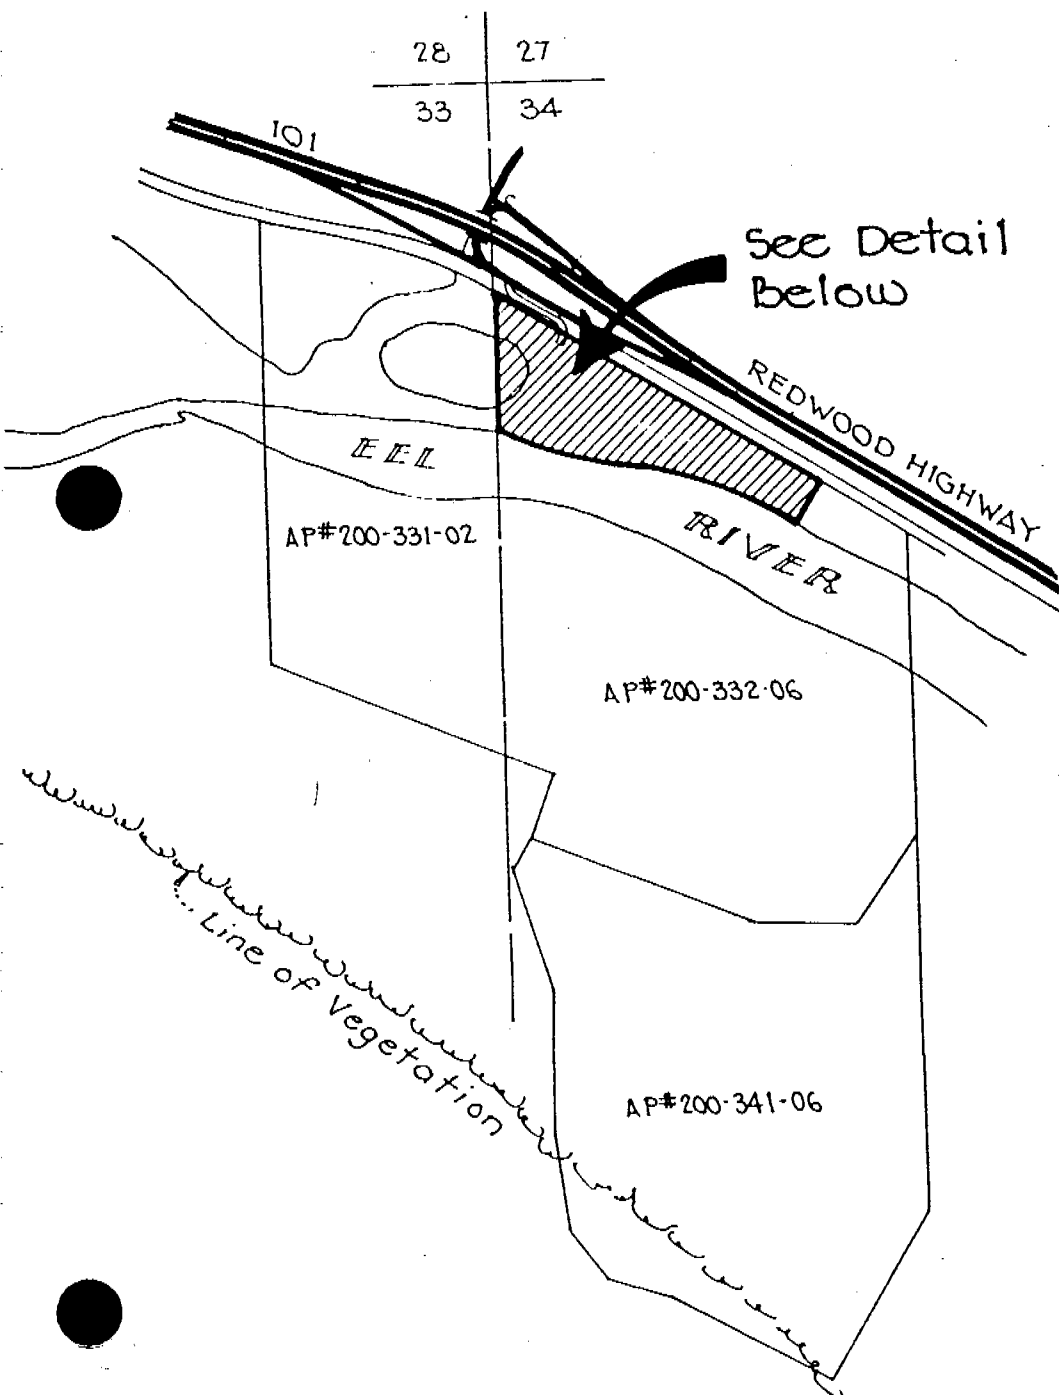 28 27
33 34
101
See Detail
Below
REDWOOD HIGHWAY
EEL
RIVER
AP#200-331-02
AP#200-332-06
Line of Vegetation
AP#200-341-06